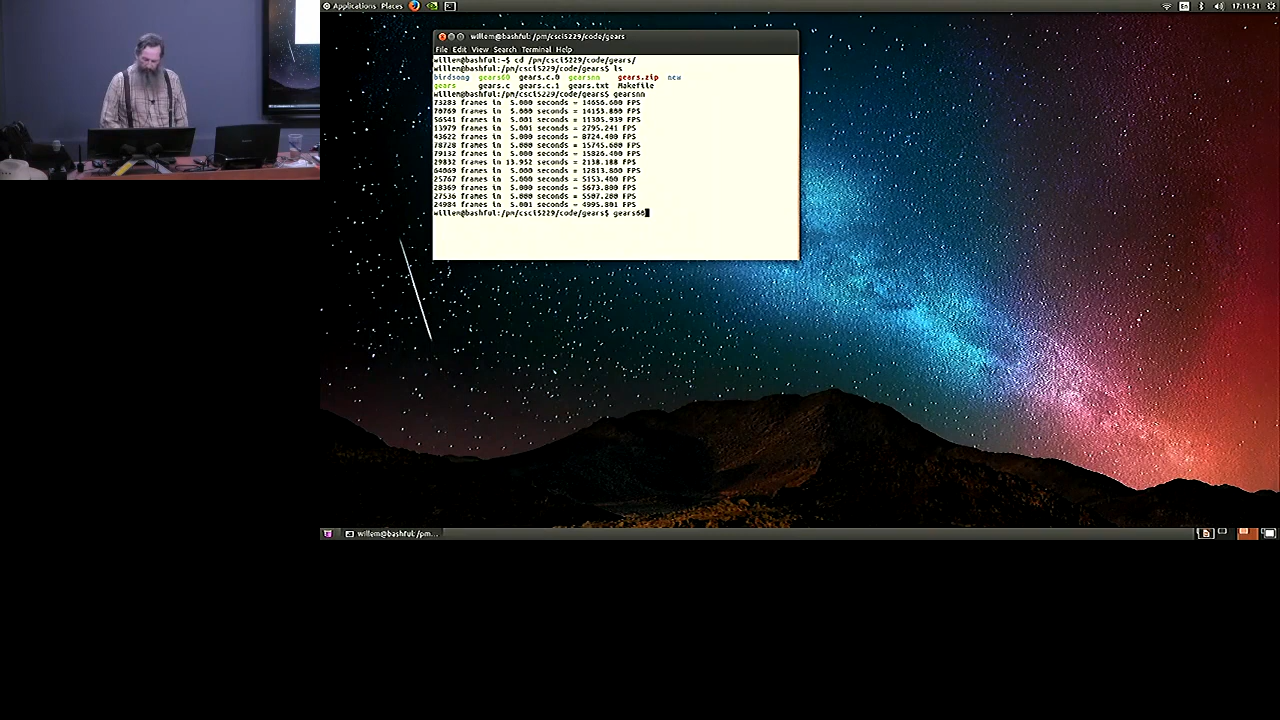 Applications Places
En
17:11:21
willem@bashful: /pm/csci5229/code/gears
File Edit View Search Terminal Help
willem@bashful:~$ cd /pm/csci5229/code/gears/
willem@bashful:/pm/csci5229/code/gears$ ls
birdsong gears60 gears.c.0 gearsnn gears.zip new
gears gears.c gears.c.1 gears.txt Makefile
willem@bashful:/pm/csci5229/code/gears$ gearsnn
73283 frames in 5.000 seconds = 14656.600 FPS
70769 frames in 5.000 seconds = 14153.800 FPS
56541 frames in 5.001 seconds = 11305.939 FPS
13979 frames in 5.001 seconds = 2795.241 FPS
43622 frames in 5.000 seconds = 8724.400 FPS
78728 frames in 5.000 seconds = 15745.600 FPS
79132 frames in 5.000 seconds = 15826.400 FPS
29832 frames in 13.952 seconds = 2138.188 FPS
64069 frames in 5.000 seconds = 12813.800 FPS
25767 frames in 5.000 seconds = 5153.400 FPS
28369 frames in 5.000 seconds = 5673.800 FPS
27536 frames in 5.000 seconds = 5507.200 FPS
24984 frames in 5.001 seconds = 4995.801 FPS
willem@bashful:/pm/csci5229/code/gears$ gears60
willem@bashful: /pm...